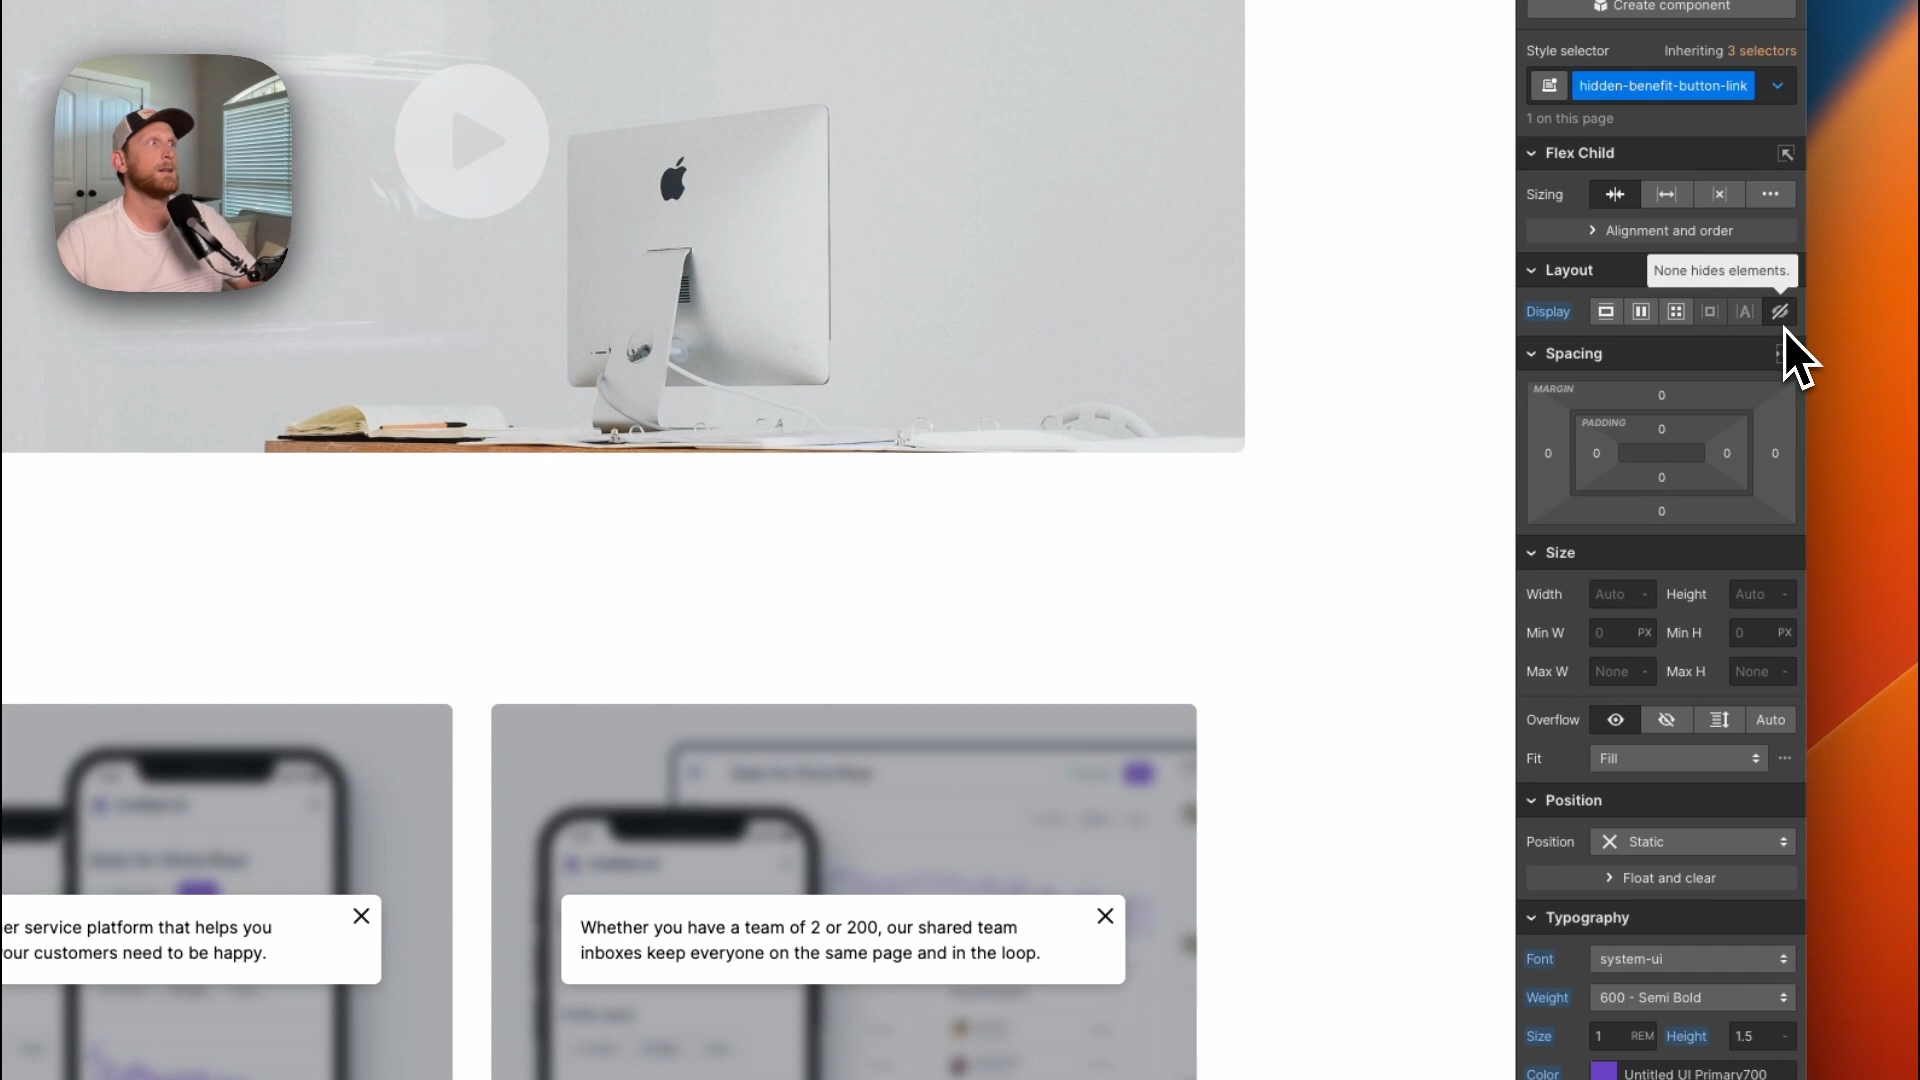 Create component
Style selector
Inheriting 3 selectors
hidden-benefit-button-link
1 on this page
Flex Child
Sizing
Alignment and order
Layout
None hides elements.
Display
Spacing
MARGIN
0
PADDING
0
0
0
0
0
0
0
Size
Width
Auto
-
Height
Auto
-
Min W
0
PX
Min H
0
PX
Max W
None
-
Max H
None
-
Overflow
Auto
Fit
Fill
Position
Position
Static
Float and clear
Typography
Font
system-ui
Weight
600 - Semi Bold
Size
1
REM
Height
1.5
-
Color
Untitled UI Primary700
er service platform that helps you
our customers need to be happy.
Whether you have a team of 2 or 200, our shared team
inboxes keep everyone on the same page and in the loop.